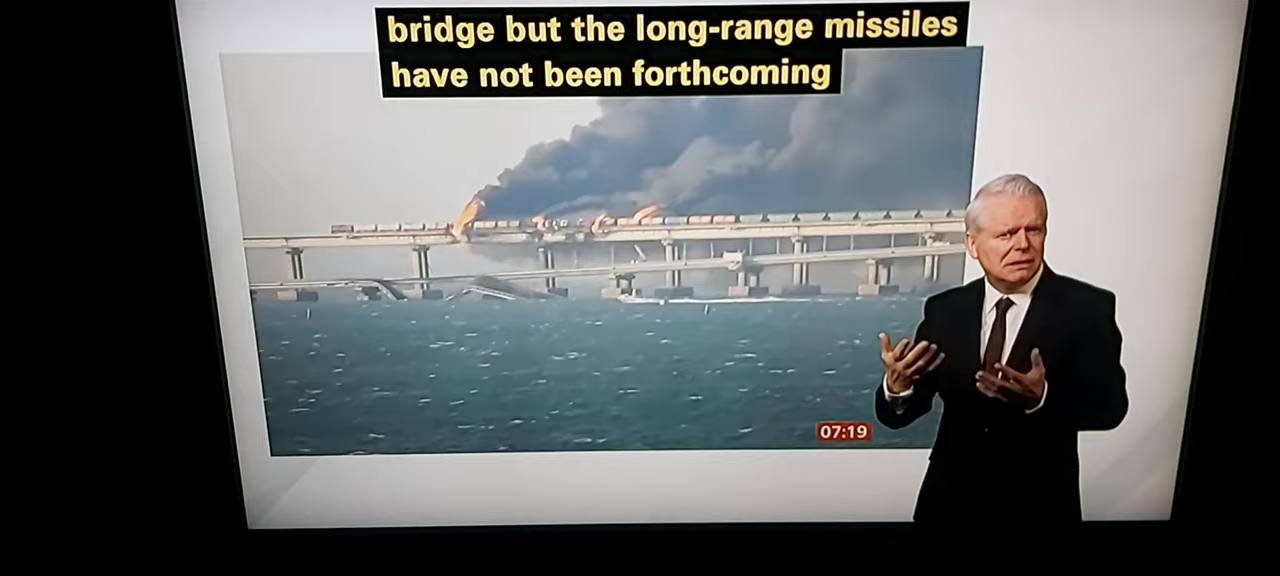 bridge but the long-range missiles
have not been forthcoming
07:19